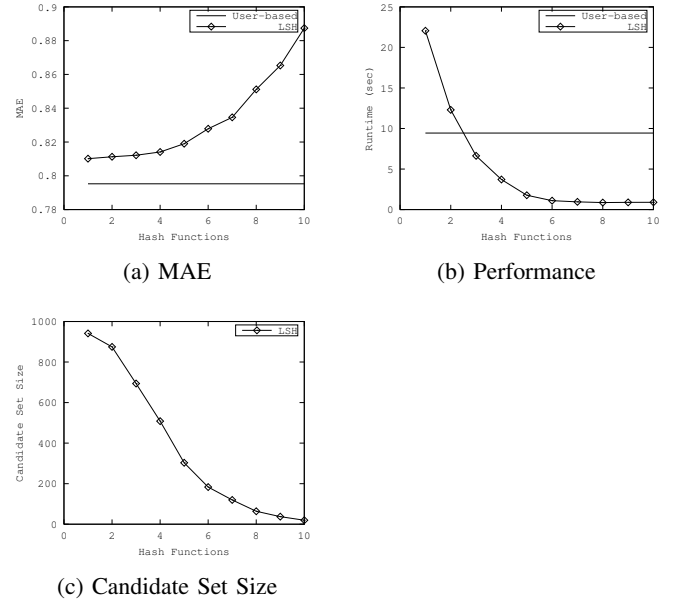 0.9
0.88
0.86
0.84
0.82
0.8
0.78
MAE
0 2 4 6 8 10
Hash Functions
User-based
LSH
(a) MAE
25
20
15
10
5
0
Runtime (sec)
0 2 4 6 8 10
Hash Functions
User-based
LSH
(b) Performance
1000
800
600
400
200
0
Candidate Set Size
0 2 4 6 8 10
Hash Functions
LSH
(c) Candidate Set Size